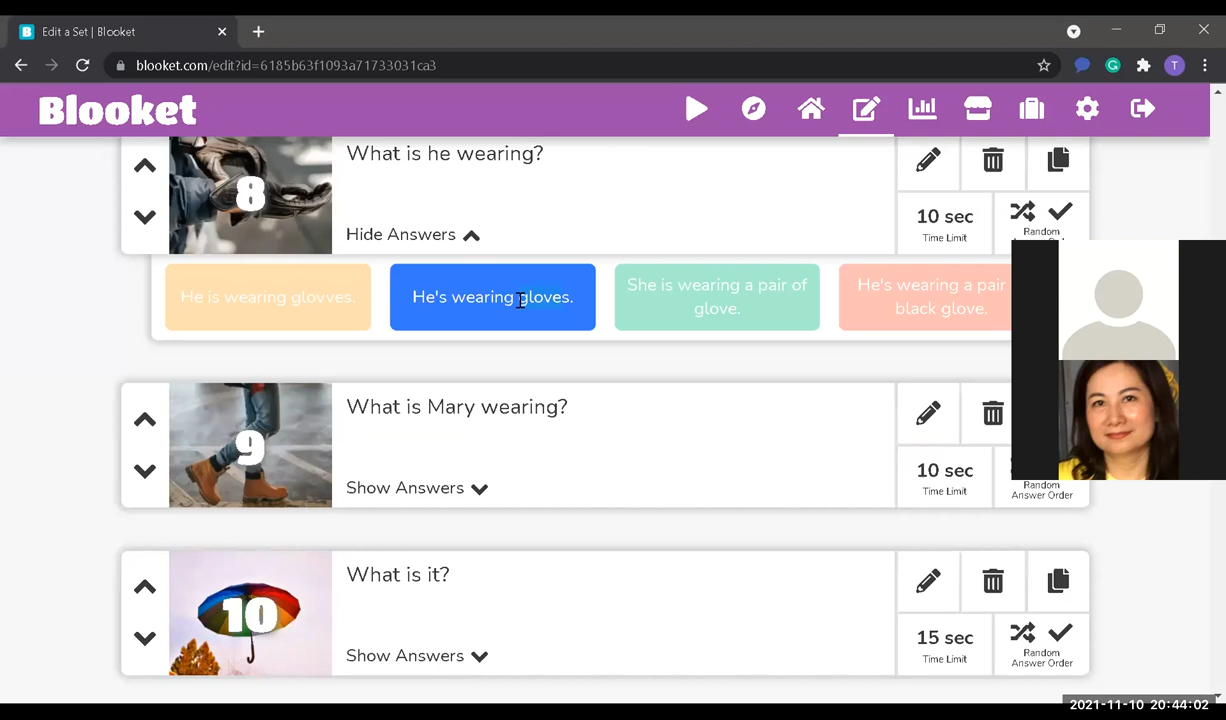 Edit a Set | Blooket
blooket.com/edit?id=6185b63f1093a71733031ca3
T
Blooket
8
What is he wearing?
Hide Answers
10 sec
Time Limit
Random
He is wearing glovves.
He's wearing gloves.
She is wearing a pair of
glove.
He's wearing a pair
black glove.
9
What is Mary wearing?
Show Answers
10 sec
Time Limit
Random
Answer Order
10
What is it?
Show Answers
15 sec
Time Limit
Random
Answer Order
2021-11-10 20:44:02